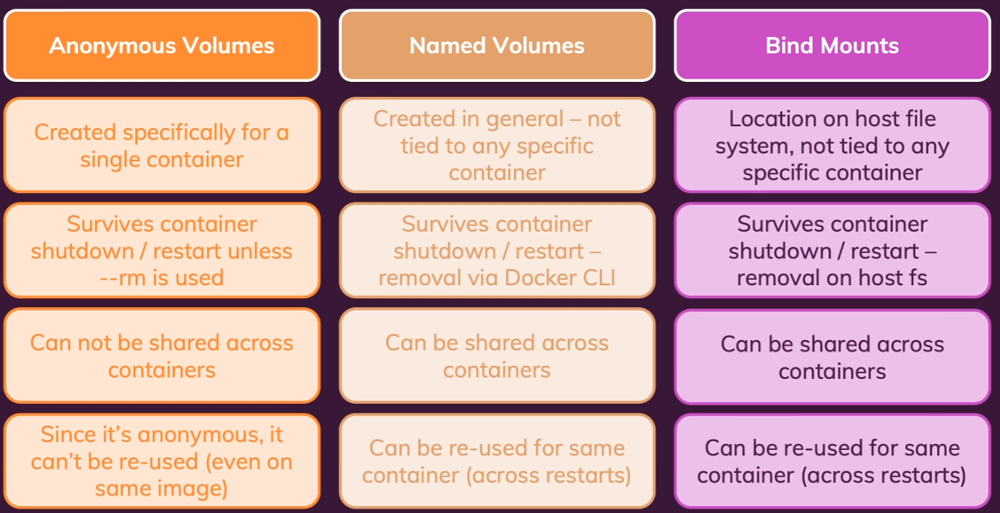 Anonymous Volumes
Named Volumes
Bind Mounts
Created specifically for a
single container
Created in general – not
tied to any specific
container
Location on host file
system, not tied to any
specific container
Survives container
shutdown / restart unless
--rm is used
Survives container
shutdown / restart –
removal via Docker CLI
Survives container
shutdown / restart –
removal on host fs
Can not be shared across
containers
Can be shared across
containers
Can be shared across
containers
Since it’s anonymous, it
can’t be re-used (even on
same image)
Can be re-used for same
container (across restarts)
Can be re-used for same
container (across restarts)